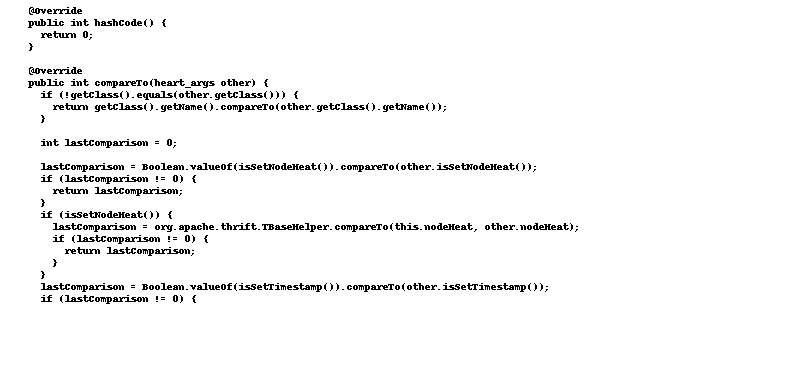 @Override
public int hashCode() {
return 0;
}
@Override
public int compareTo(heart_args other) {
if (!getClass().equals(other.getClass())) {
return getClass().getName().compareTo(other.getClass().getName());
}
int lastComparison = 0;
lastComparison = Boolean.valueOf(isSetNodeHeat()).compareTo(other.isSetNodeHeat());
if (lastComparison != 0) {
return lastComparison;
}
if (isSetNodeHeat()) {
lastComparison = org.apache.thrift.TBaseHelper.compareTo(this.nodeHeat, other.nodeHeat);
if (lastComparison != 0) {
return lastComparison;
}
}
lastComparison = Boolean.valueOf(isSetTimestamp()).compareTo(other.isSetTimestamp());
if (lastComparison != 0) {